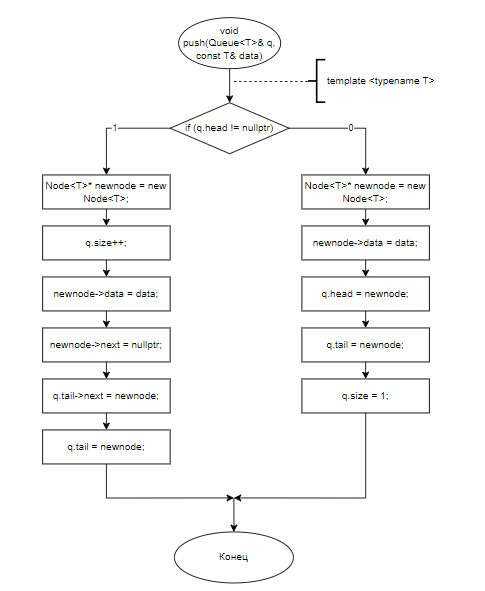 void
push(Queue<T>& q,
const T& data)
template <typename T>
if (q.head != nullptr)
1
0
Node<T>* newnode = new
Node<T>;
q.size++;
newnode->data = data;
newnode->next = nullptr;
q.tail->next = newnode;
q.tail = newnode;
Node<T>* newnode = new
Node<T>;
newnode->data = data;
q.head = newnode;
q.tail = newnode;
q.size = 1;
Конец